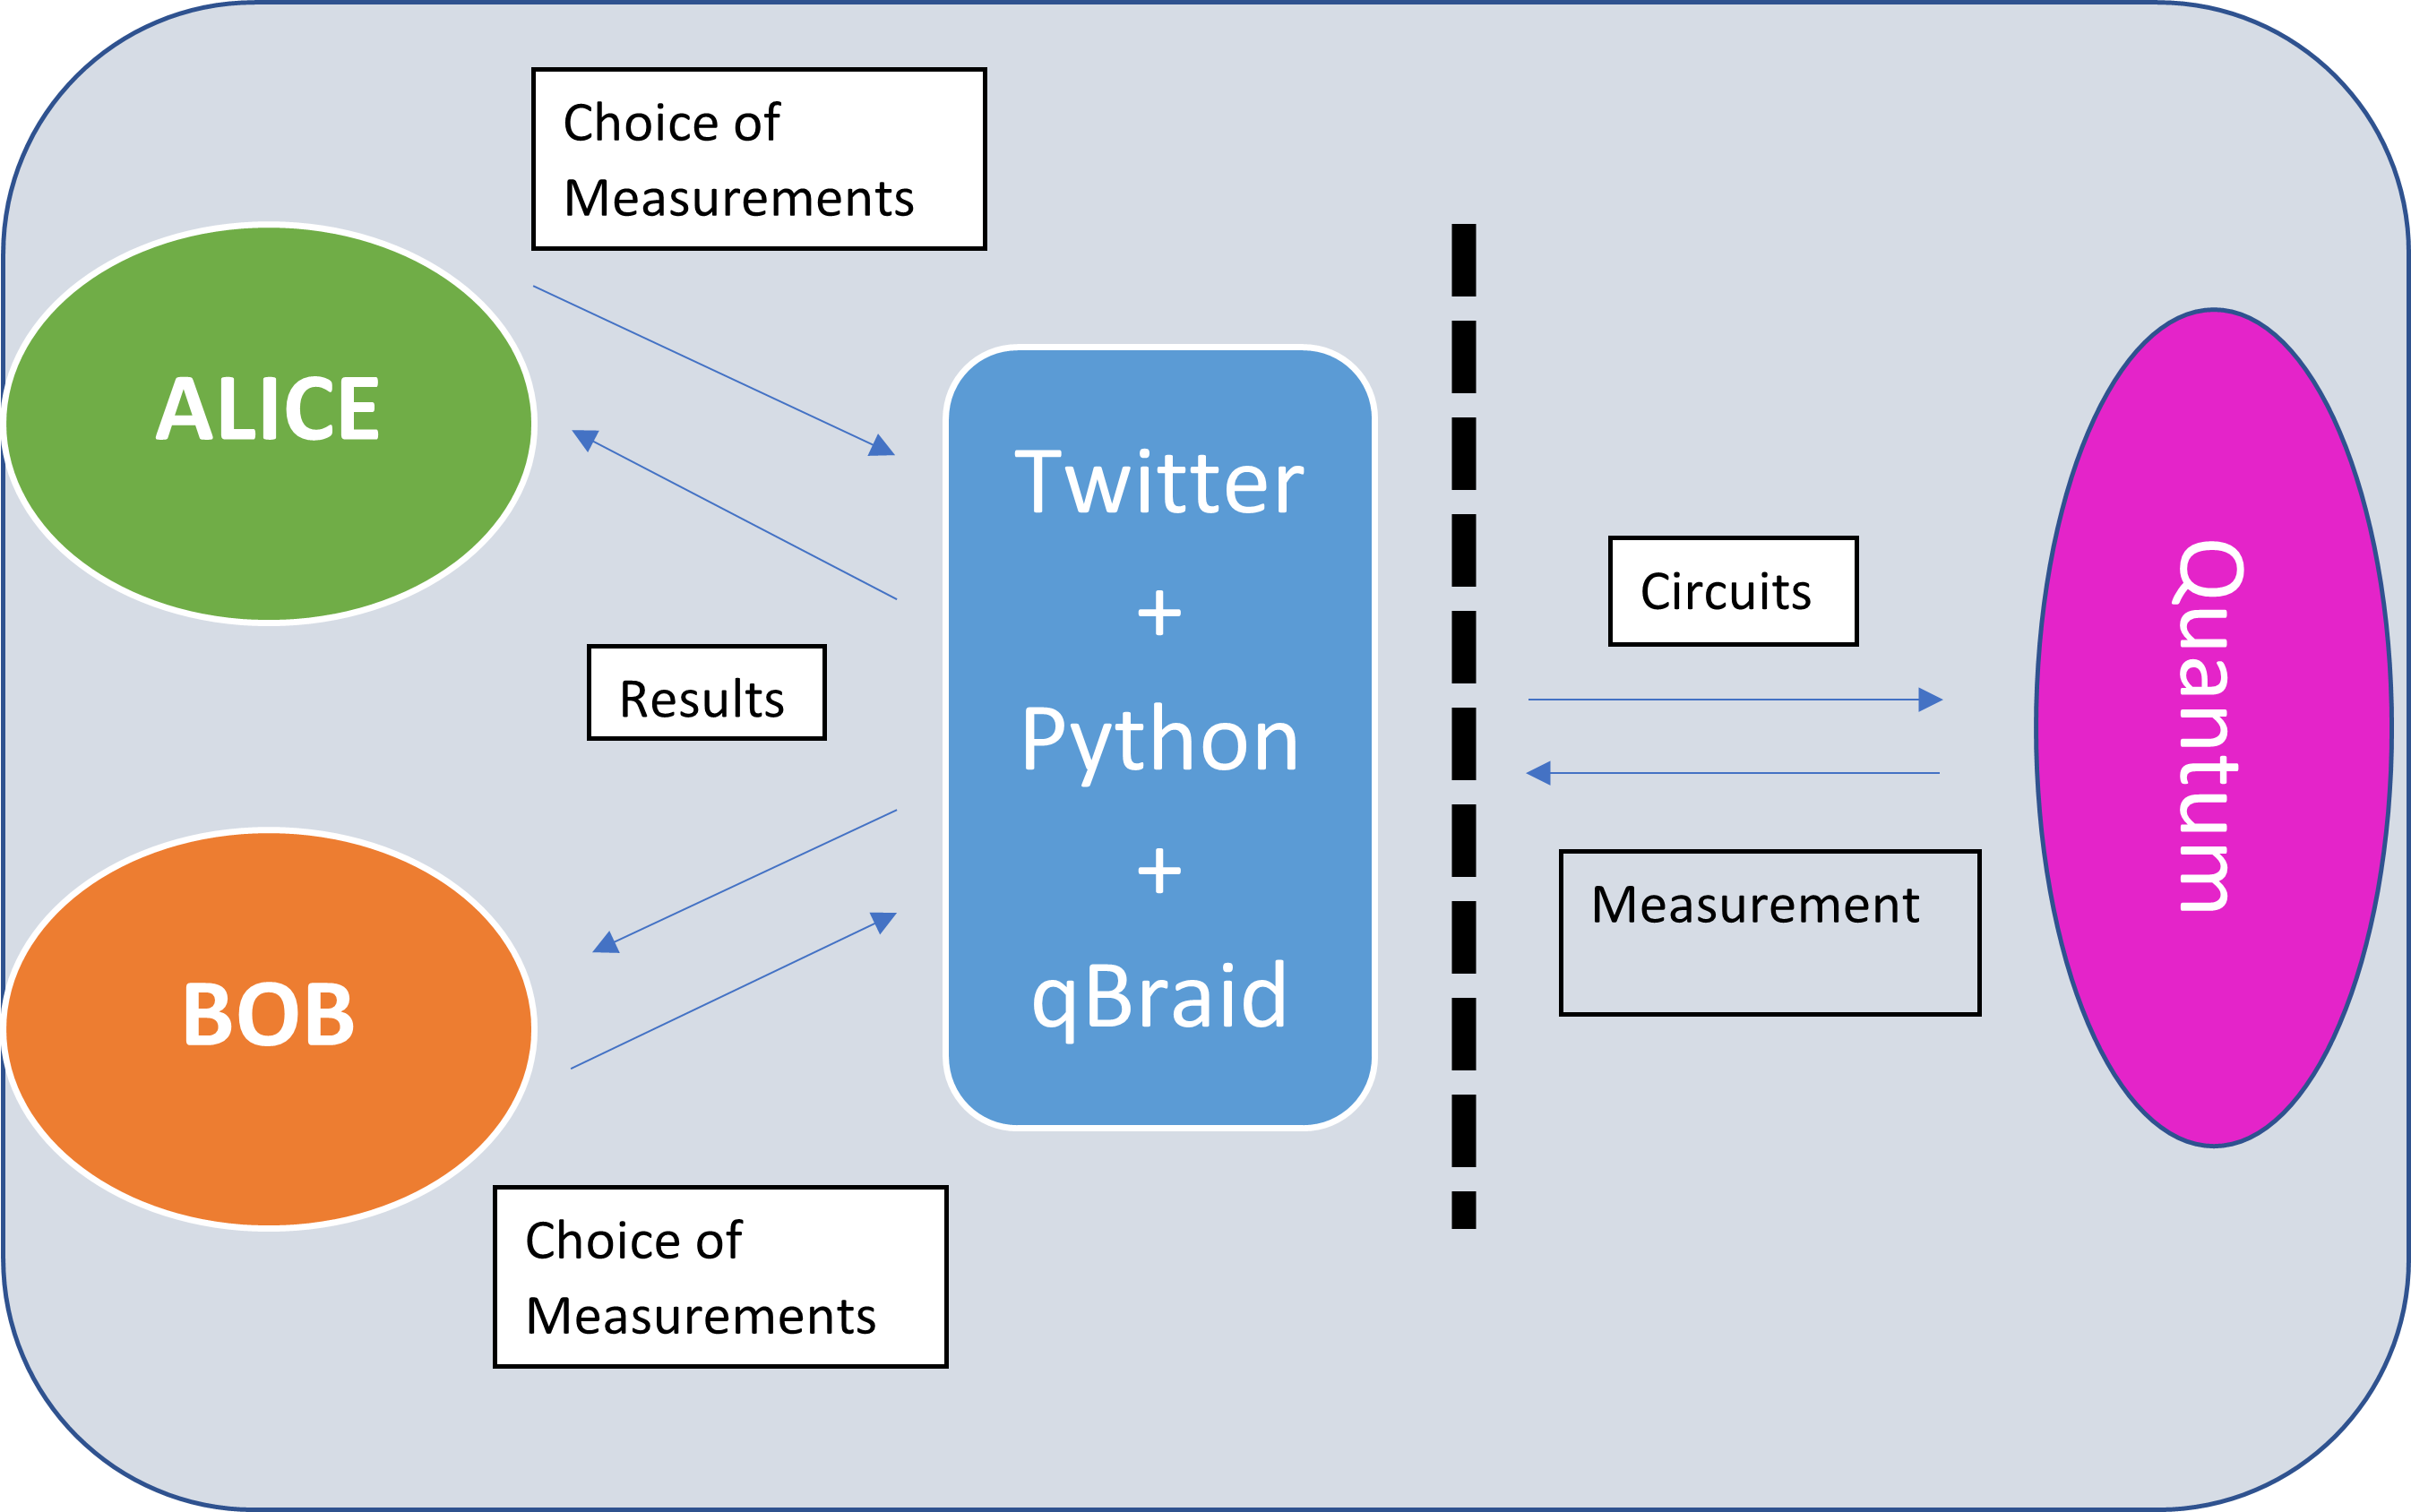 Choice of
Measurements
ALICE
Twitter
+
Python
+
qBraid
Results
BOB
Choice of
Measurements
Circuits
Measurement
Quantum